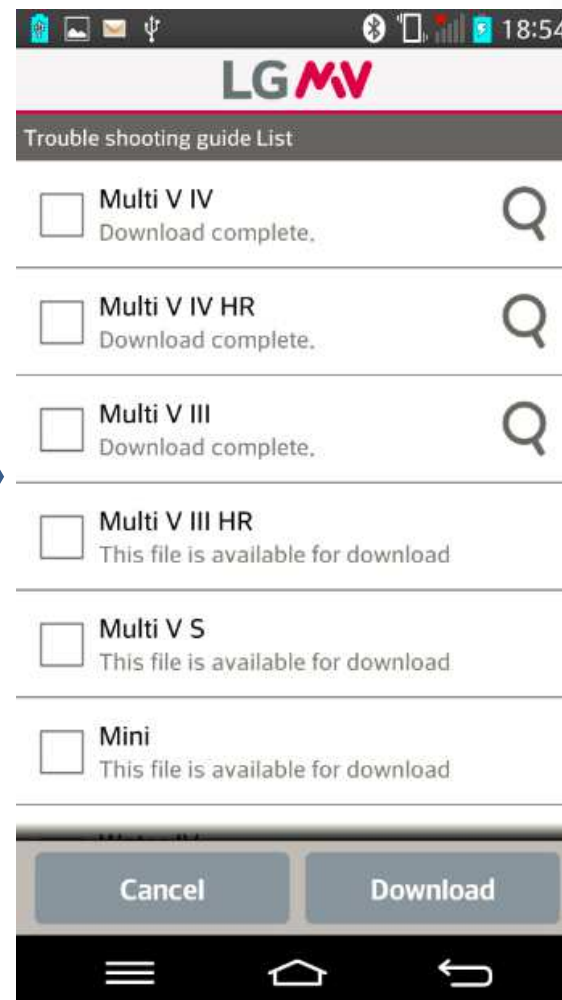 18:54
LG MV
Trouble shooting guide List
Multi V IV
Download complete.
Multi V IV HR
Download complete.
Multi V III
Download complete.
Multi V III HR
This file is available for download
Multi V S
This file is available for download
Mini
This file is available for download
Cancel Download